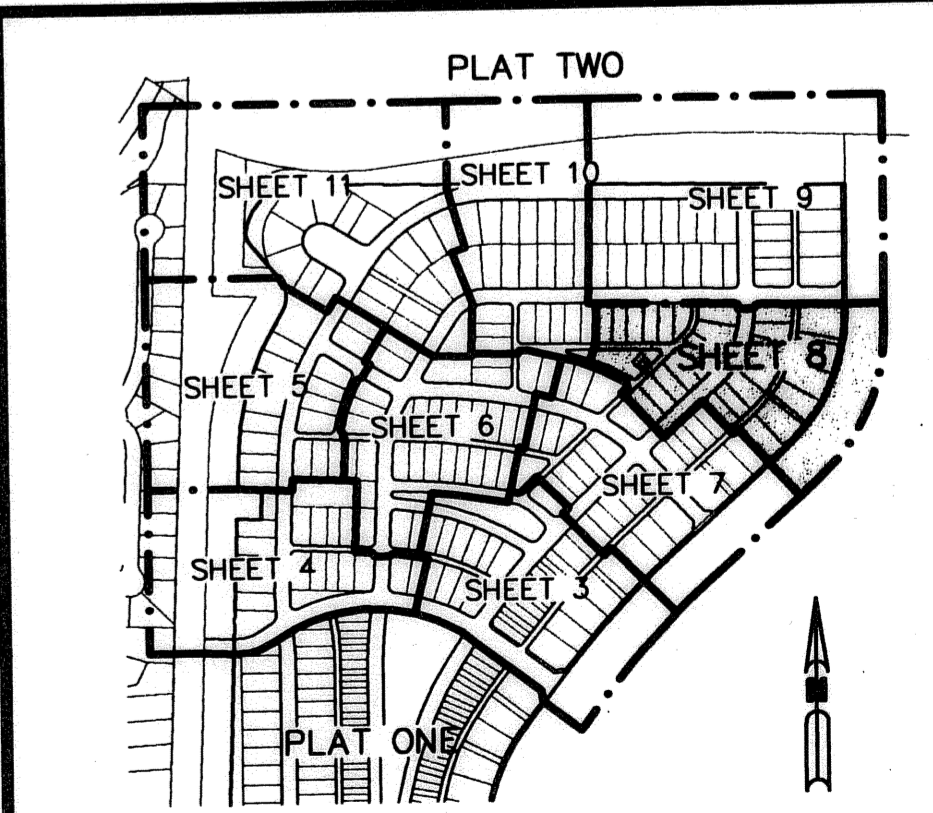 PLAT TWO
SHEET 10
SHEET 11
SHEET 9
SHEET 8
SHEET 5
SHEET 6
SHEET 7
SHEET 4
SHEET 3
PLAT ONE